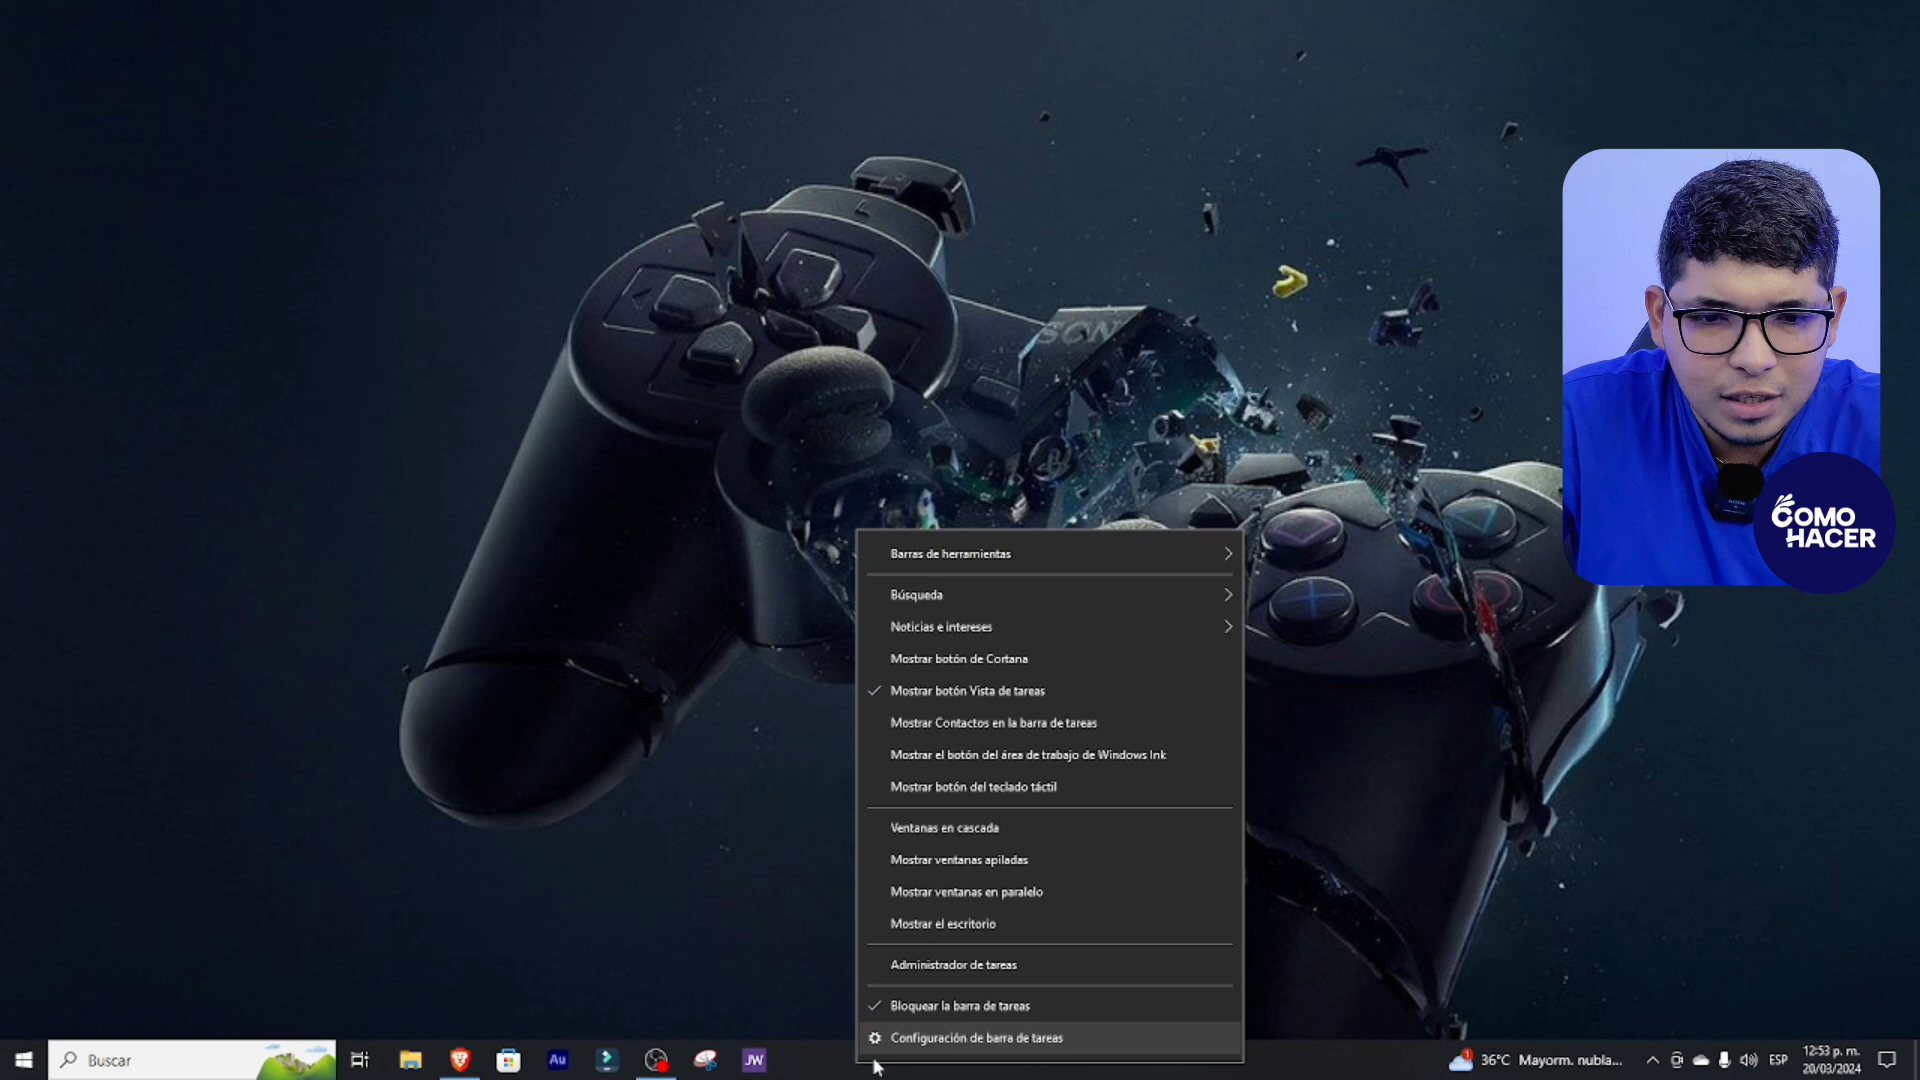 L
SONY
COMO
HACER
Barras de herramientas
Búsqueda
Noticias e intereses
Mostrar botón de Cortana
Mostrar botón Vista de tareas
Mostrar Contactos en la barra de tareas
Mostrar el botón del área de trabajo de Windows Ink
Mostrar botón del teclado táctil
Ventanas en cascada
Mostrar ventanas apiladas
Mostrar ventanas en paralelo
Mostrar el escritorio
Administrador de tareas
Bloquear la barra de tareas
Configuración de barra de tareas
Buscar
Au
JW
1
36°C Mayorm. nubla...
ESP
12:53 p. m.
20/03/2024